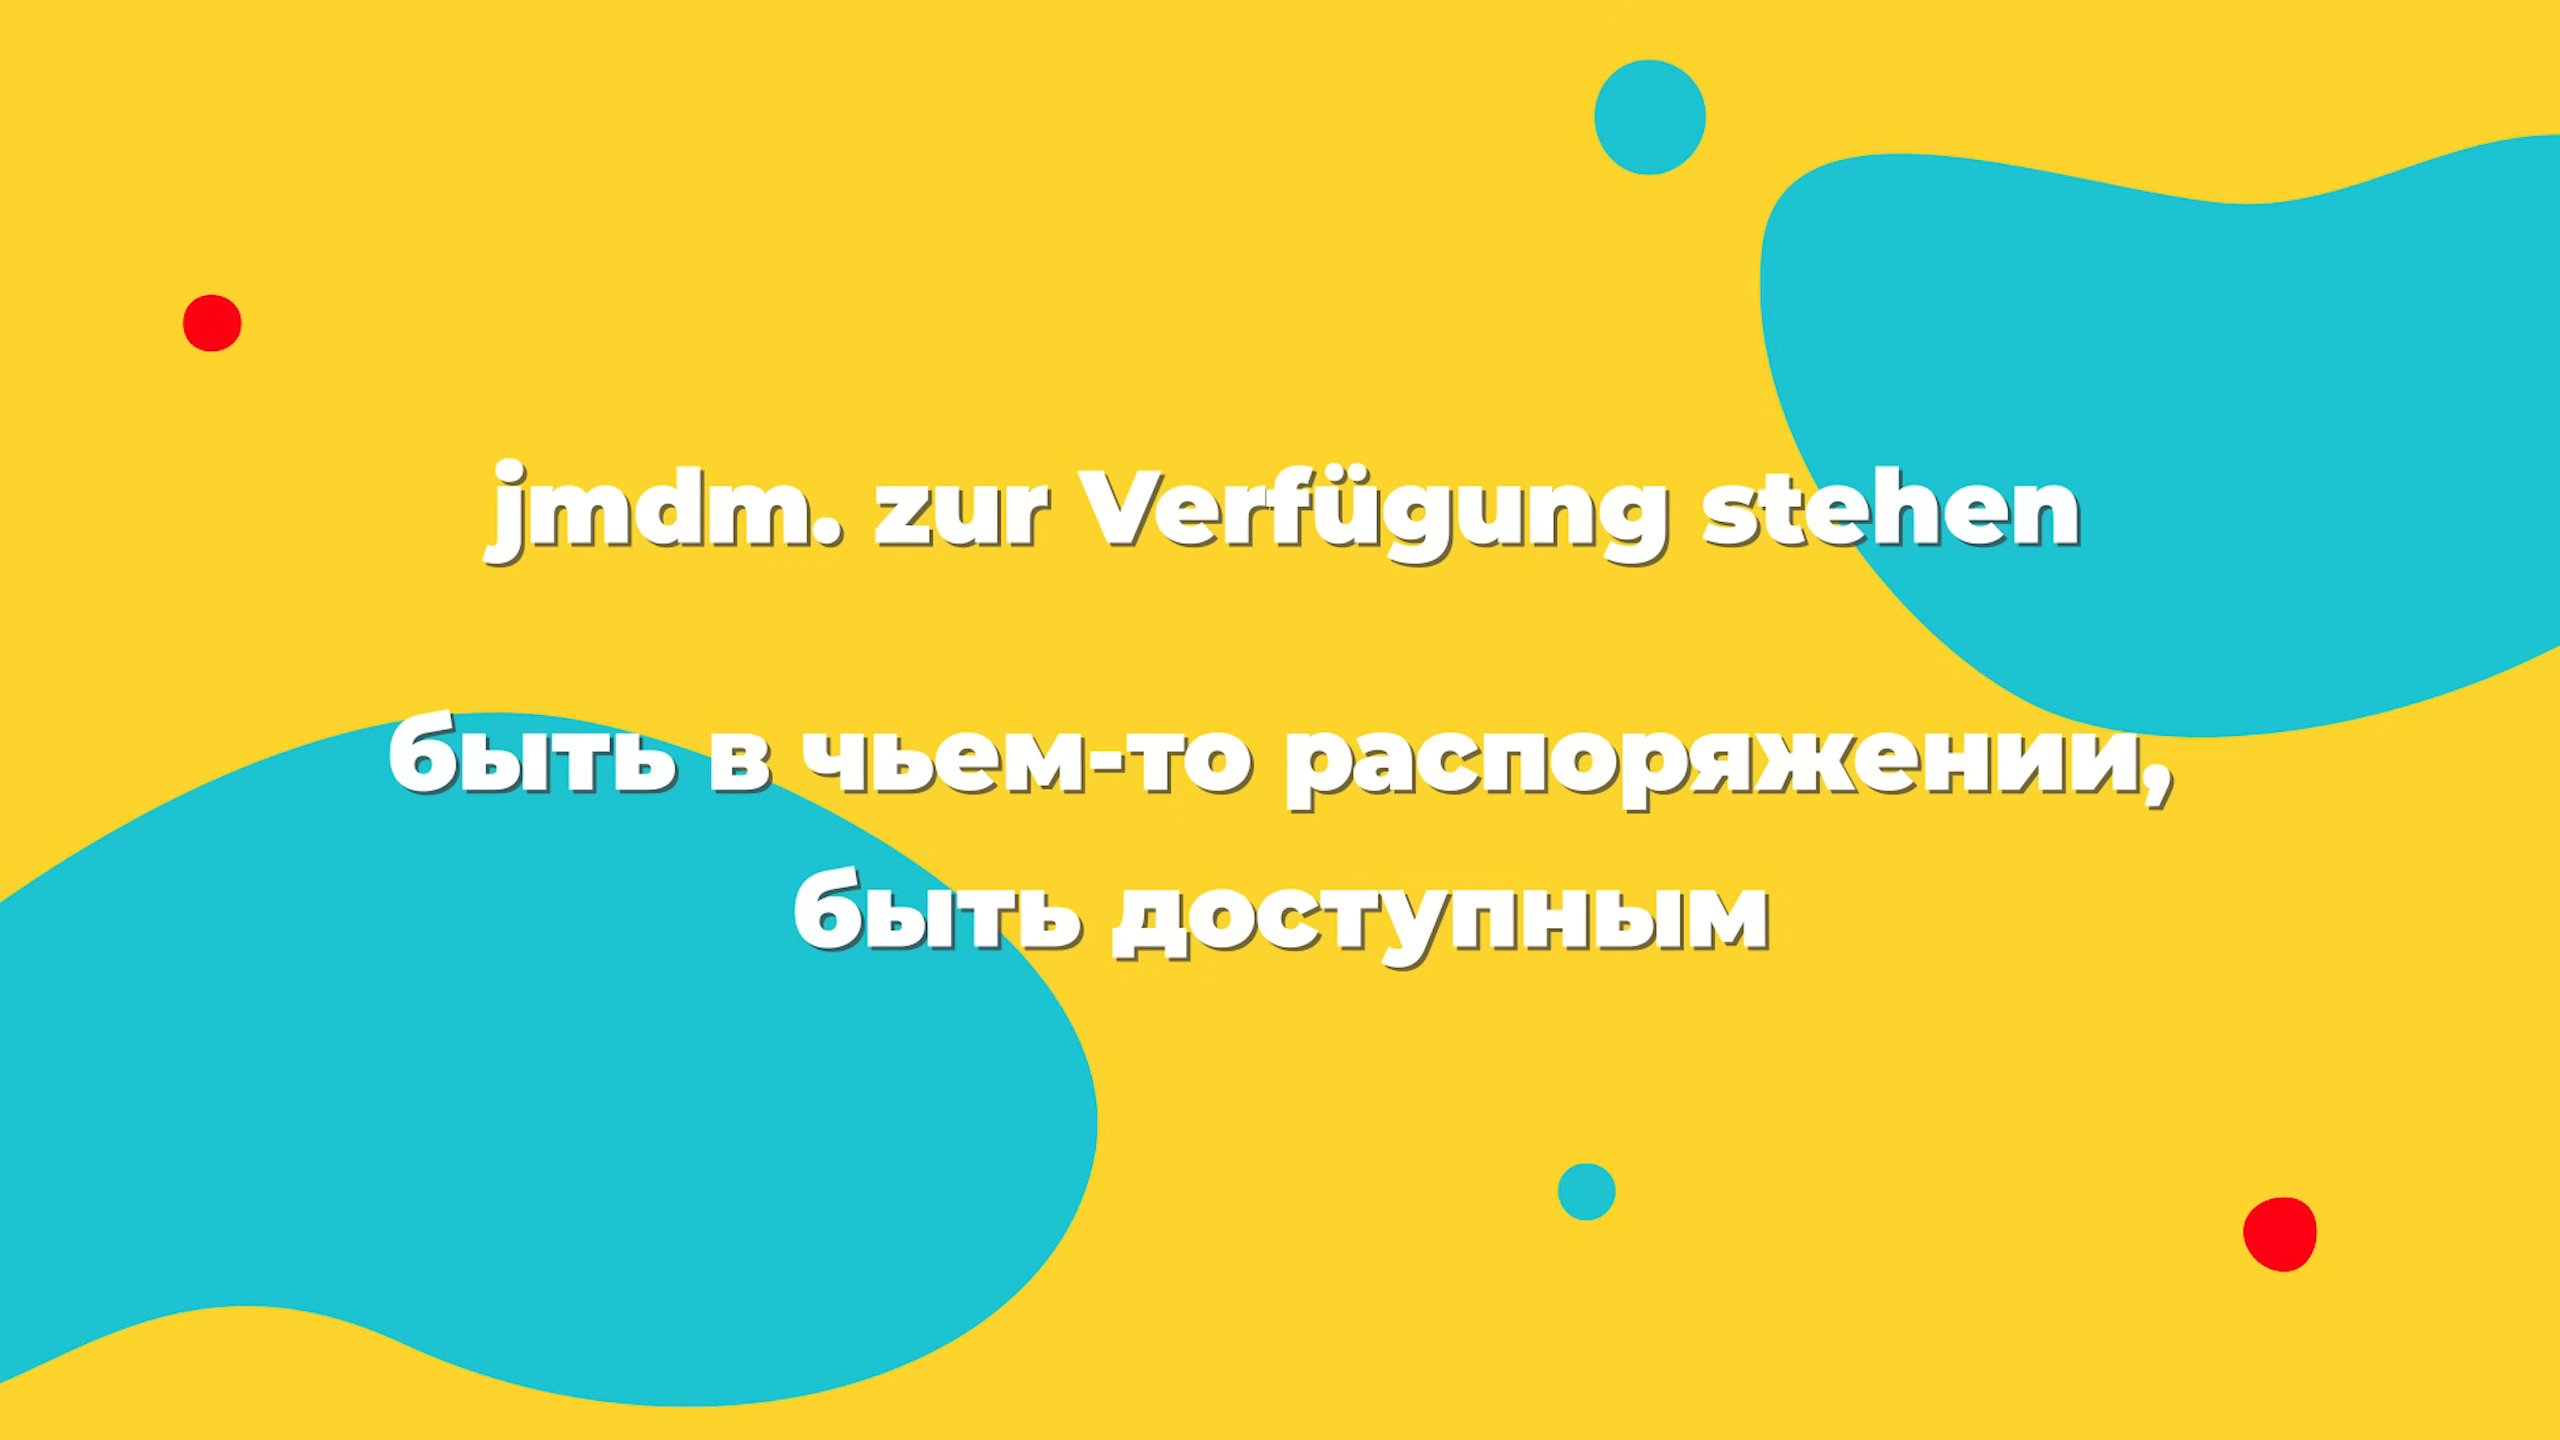 jmdm. zur Verfügung stehen
быть в чьем-то распоряжении,
быть доступным